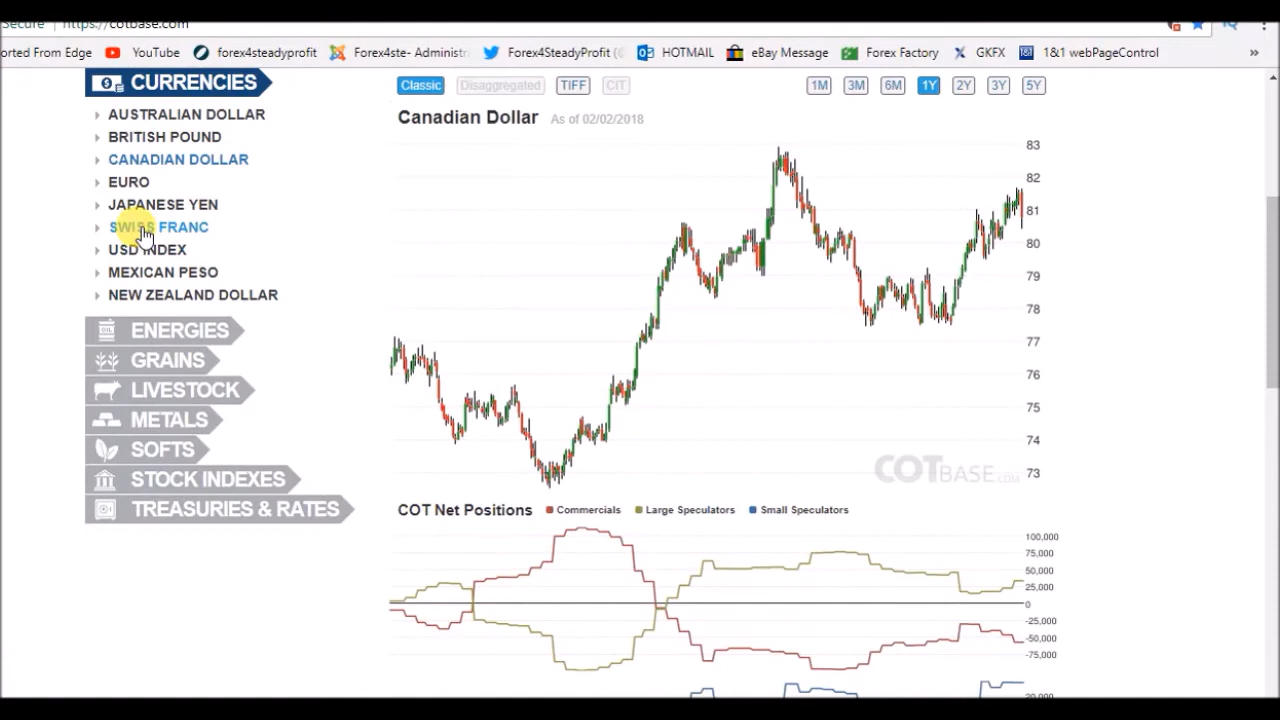 Secure https://cotbase.com
orted From Edge YouTube forex4steadyprofit Forex4ste- Administr Forex4SteadyProfit (@ HOTMAIL eBay Mesage Forex Factory GKFX 1&1 webPageControl »
CURRENCIES
AUSTRALIAN DOLLAR
BRITISH POUND
CANADIAN DOLLAR
EURO
JAPANESE YEN
SWISS FRANC
USD INDEX
MEXICAN PESO
NEW ZEALAND DOLLAR
ENERGIES
GRAINS
LIVESTOCK
METALS
SOFTS
STOCK INDEXES
TREASURIES & RATES
Classic Disaggregated TIFF CIT 1M 3M 6M 1Y 2Y 3Y 5Y
Canadian Dollar As of 02/02/2018
83
82
81
80
79
78
77
76
75
74
73
COTBASE.COM
COT Net Positions Commercials Large Speculators Small Speculators
100,000
75,000
50,000
25,000
0
-25,000
-50,000
-75,000